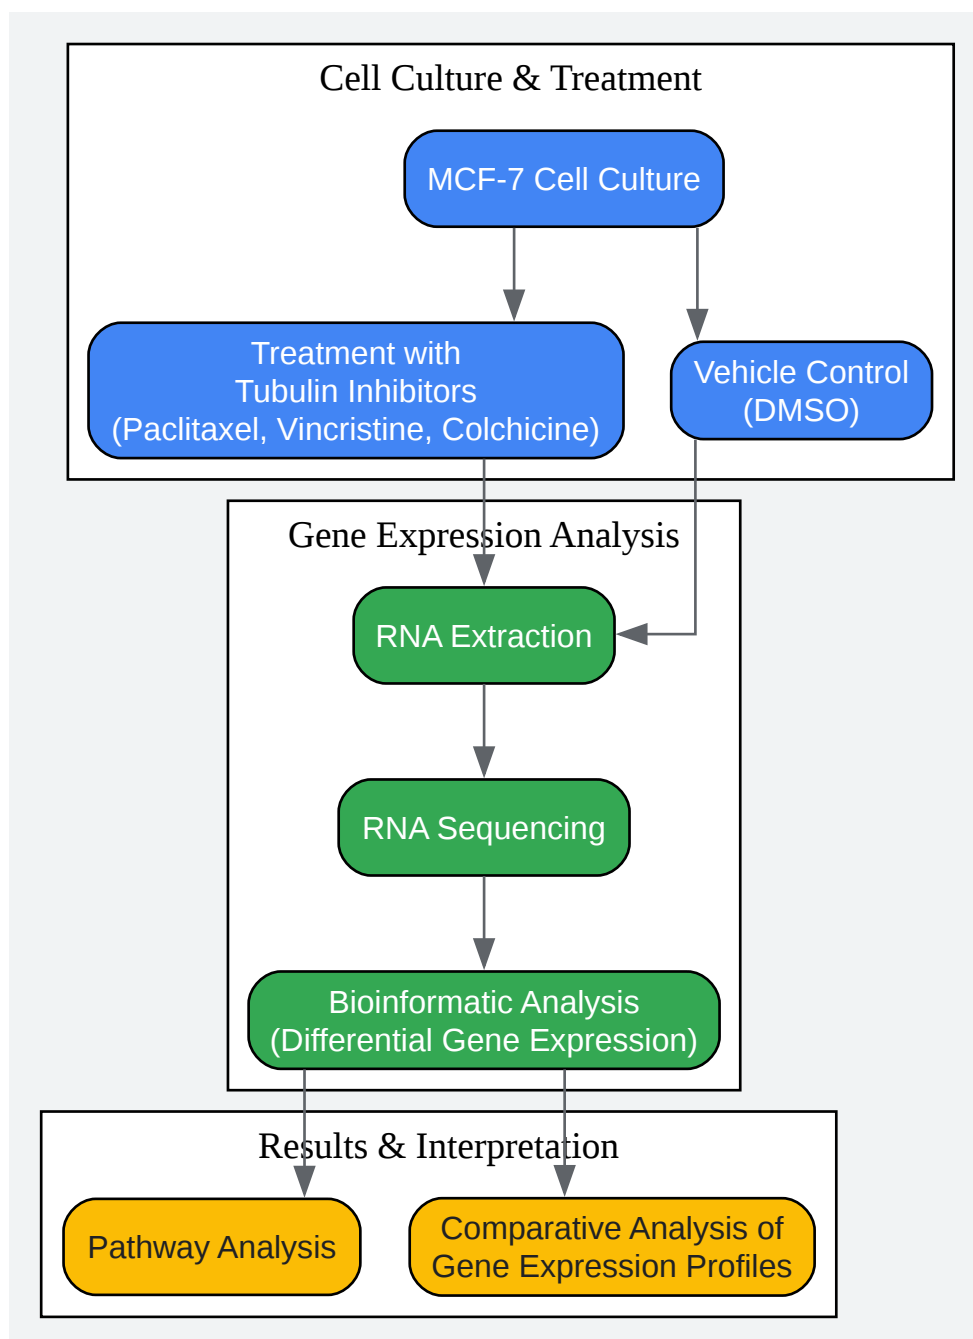 Cell Culture & Treatment
MCF-7 Cell Culture
Treatment with
Tubulin Inhibitors
(Paclitaxel, Vincristine, Colchicine)
Vehicle Control
(DMSO)
Gene Expression Analysis
RNA Extraction
RNA Sequencing
Bioinformatic Analysis
(Differential Gene Expression)
Results & Interpretation
Pathway Analysis
Comparative Analysis of
Gene Expression Profiles